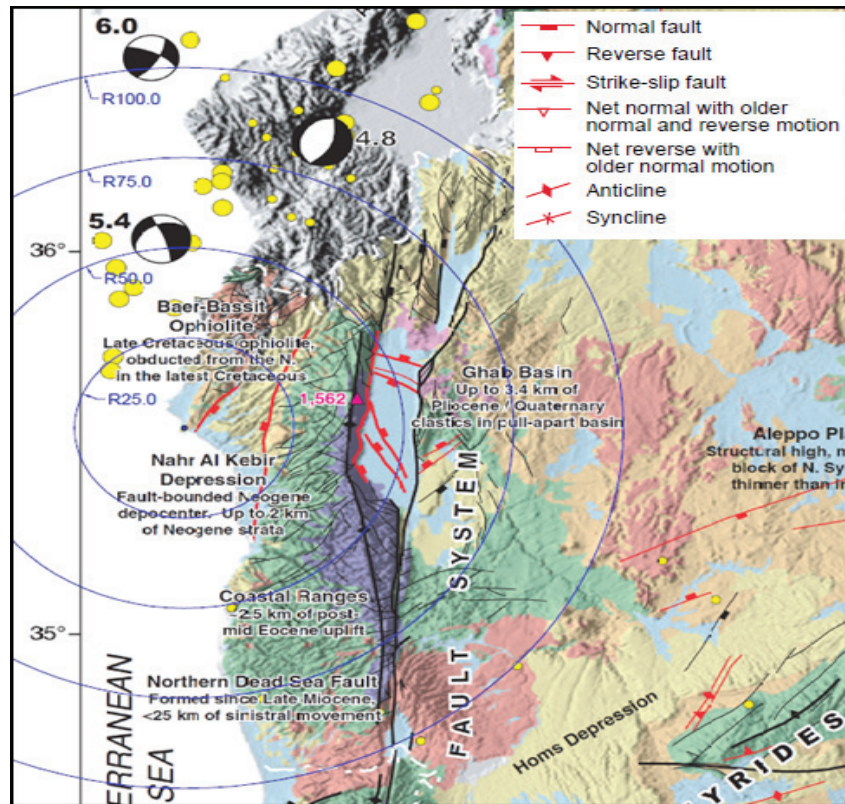 6.0
R100.0
4.8
R75.0
5.4
36°
R50.0
Normal fault
Reverse fault
Strike-slip fault
Net normal with older
normal and reverse motion
Net reverse with
older normal motion
Anticline
Syncline
Baer-Bassit
Ophiolite
Late Cretaceous ophiolite,
obducted from the N.
in the latest Cretaceous
R25.0
1,562
Ghab Basin
Up to 3.4 km of
Pliocene / Quaternary
clastics in pull-apart basin
Aleppo Pl
Structural high, m
block of N. Sy
thinner than i
Nahr Al Kebir
Depression
Fault-bounded Neogene
depocenter. Up to 2 km
of Neogene strata
Coastal Ranges
~2.5 km of post-
mid Eocene uplift
35°
Northern Dead Sea Fault
Formed since Late Miocene,
<25 km of sinistral movement
FAULT SYSTEM
Homs Depression
ERRANEAN
SEA
YRIDES